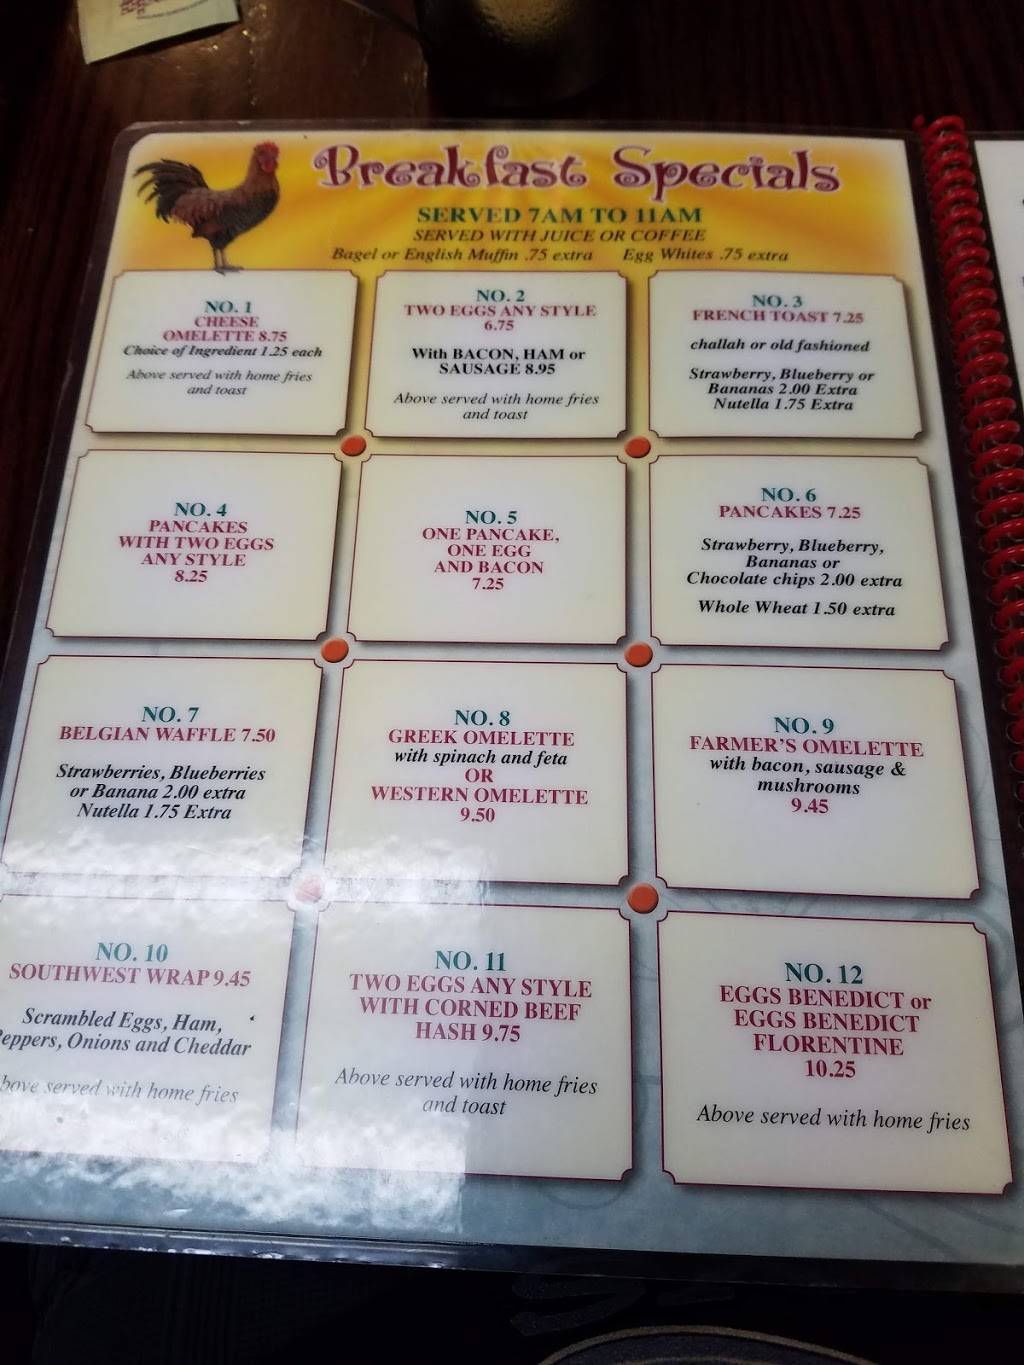 Breakfast Specials
SERVED 7AM TO 11AM
SERVED WITH JUICE OR COFFEE
Bagel or English Muffin .75 extra Egg Whites .75 extra
NO. 1
CHEESE
OMELETTE 8.75
Choice of Ingredient 1.25 each
Above served with home fries
and toast
NO. 2
TWO EGGS ANY STYLE
6.75
With BACON, HAM or
SAUSAGE 8.95
Above served with home fries
and toast
NO. 3
FRENCH TOAST 7.25
challah or old fashioned
Strawberry, Blueberry or
Bananas 2.00 Extra
Nutella 1.75 Extra
NO. 4
PANCAKES
WITH TWO EGGS
ANY STYLE
8.25
NO. 5
ONE PANCAKE,
ONE EGG
AND BACON
7.25
NO. 6
PANCAKES 7.25
Strawberry, Blueberry,
Bananas or
Chocolate chips 2.00 extra
Whole Wheat 1.50 extra
NO. 7
BELGIAN WAFFLE 7.50
Strawberries, Blueberries
or Banana 2.00 extra
Nutella 1.75 Extra
NO. 8
GREEK OMELETTE
with spinach and feta
OR
WESTERN OMELETTE
9.50
NO. 9
FARMER'S OMELETTE
with bacon, sausage &
mushrooms
9.45
NO. 10
SOUTHWEST WRAP 9.45
Scrambled Eggs, Ham,
eppers, Onions and Cheddar
bove served with home fries
NO. 11
TWO EGGS ANY STYLE
WITH CORNED BEEF
HASH 9.75
Above served with home fries
and toast
NO. 12
EGGS BENEDICT or
EGGS BENEDICT
FLORENTINE
10.25
Above served with home fries